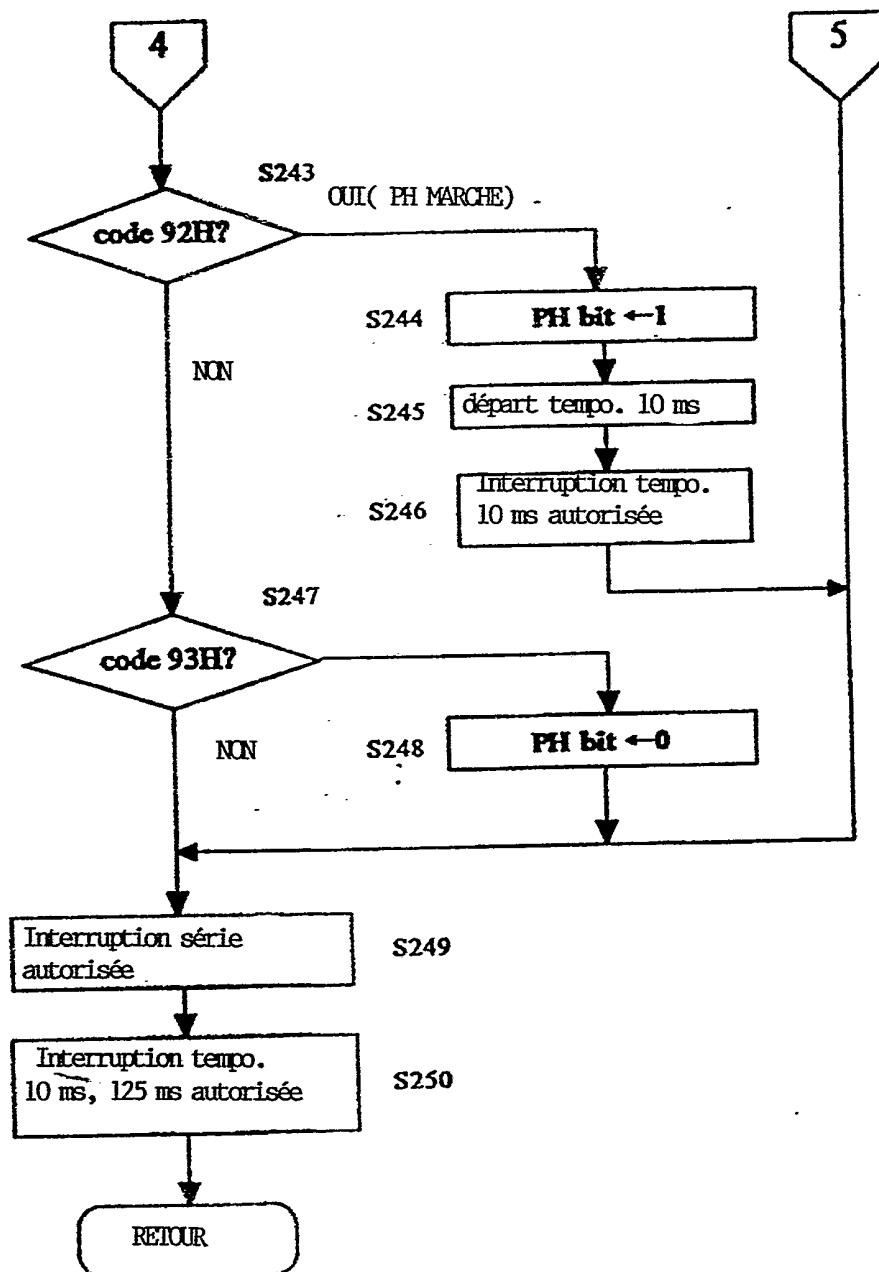 4
5
S243
OUI( PH MARCHE)
code 92H?
S244
PH bit ←1
NON
S245
départ tempo. 10 ms
S246
Interruption tempo.
10 ms autorisée
S247
code 93H?
NON
S248
PH bit ←0
Interruption série
autorisée
S249
Interruption tempo.
10 ms, 125 ms autorisée
S250
RETOUR